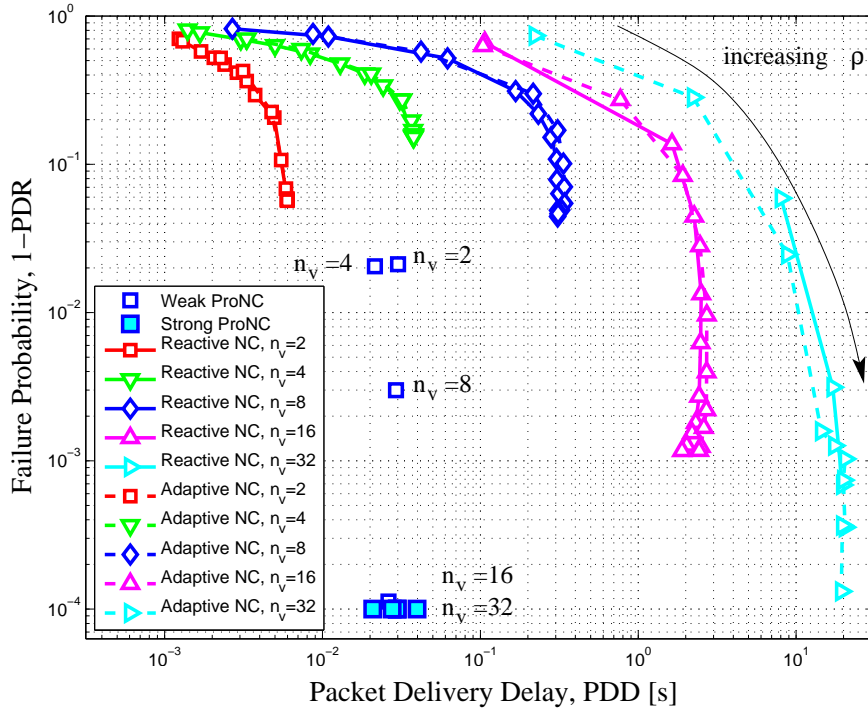 10^0
10^−1
10^−2
10^−3
10^−4
Failure Probability, 1−PDR
increasing ρ
n_v =4
n_v =2
n_v =8
n_v =16
n_v =32
Weak ProNC
Strong ProNC
Reactive NC, n_v=2
Reactive NC, n_v=4
Reactive NC, n_v=8
Reactive NC, n_v=16
Reactive NC, n_v=32
Adaptive NC, n_v=2
Adaptive NC, n_v=4
Adaptive NC, n_v=8
Adaptive NC, n_v=16
Adaptive NC, n_v=32
10^−3 10^−2 10^−1 10^0 10^1
Packet Delivery Delay, PDD [s]